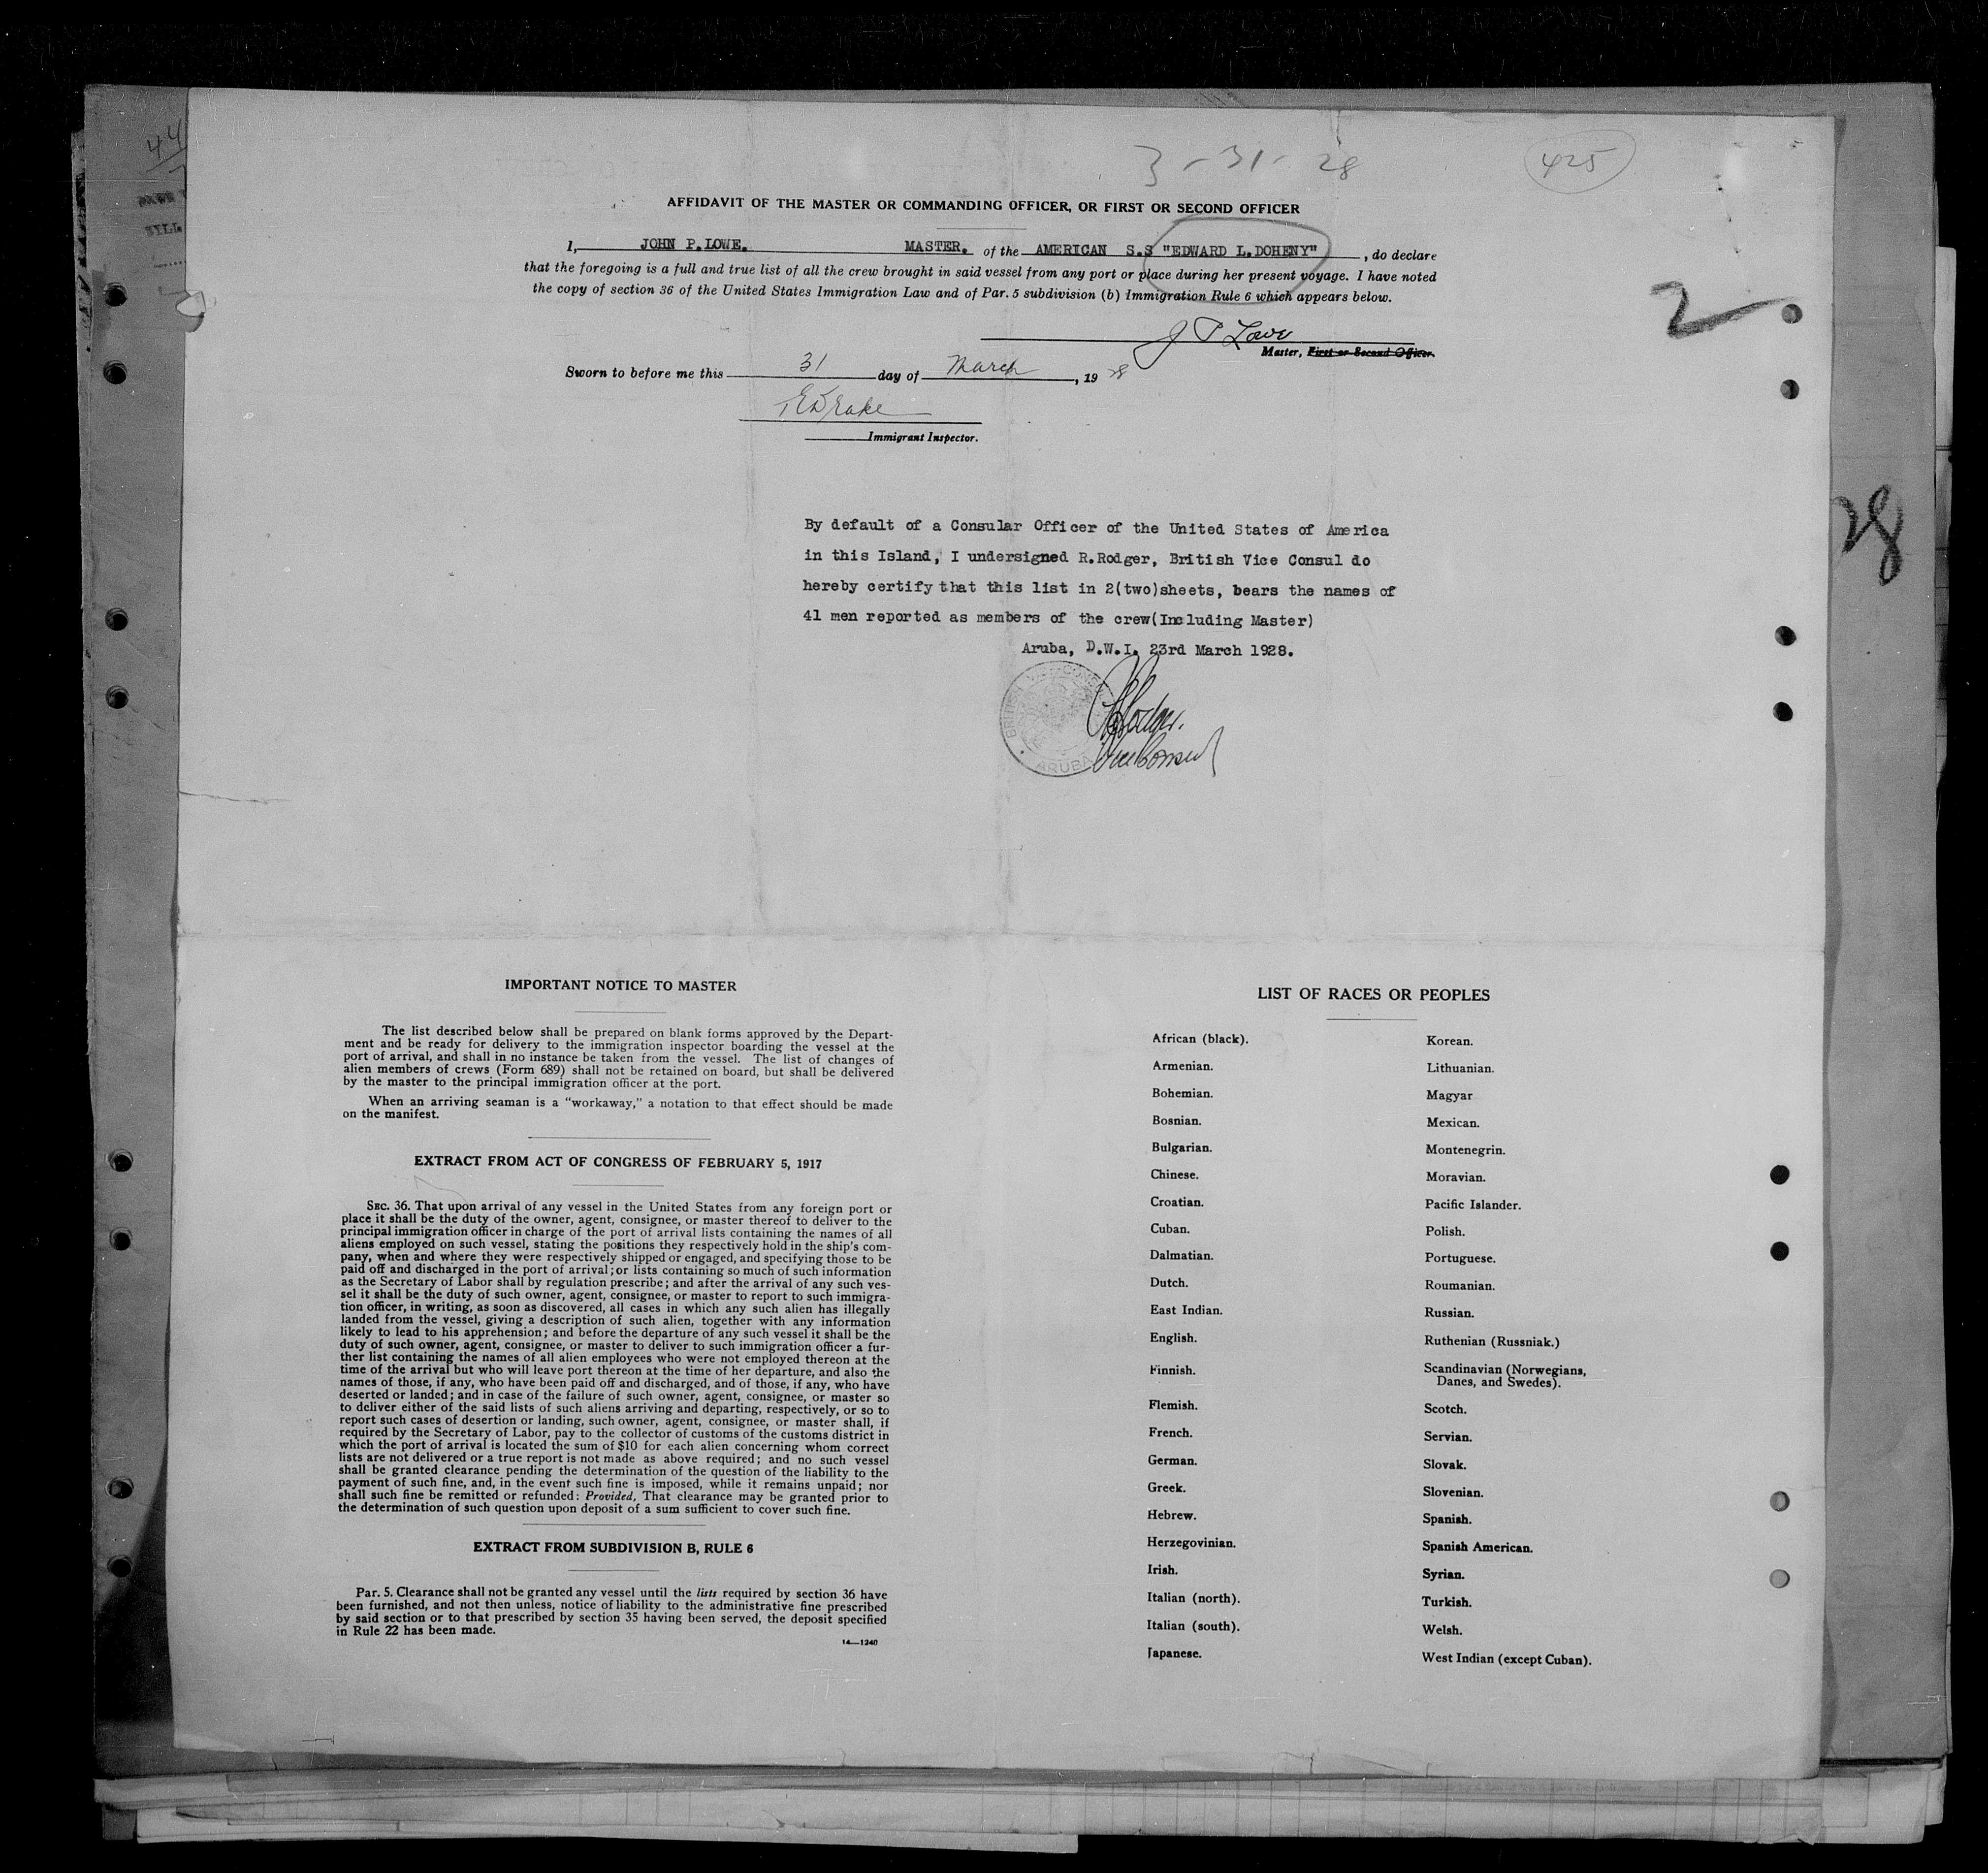 44
3-31-28
425
AFFIDAVIT OF THE MASTER OR COMMANDING OFFICER, OR FIRST OR SECOND OFFICER
I, JOHN P.LOWE. MASTER. of the AMERICAN S.S "EDWARD L.DOHENY", do declare
that the foregoing is a full and true list of all the crew brought in said vessel from any port or place during her present voyage. I have noted
the copy of section 36 of the United States Immigration Law and of Par. 5 subdivision (b) Immigration Rule 6 which appears below.
2
J P Lowe
Master, First or Second Officer.
Sworn to before me this 31 day of March, 1928
Immigrant Inspector.
28
By default of a Consular Officer of the United States of America
in this Island, I undersigned R.Rodger, British Vice Consul do
hereby certify that this list in 2(two)sheets, bears the names of
41 men reported as members of the crew(Including Master)
Aruba, D.W.I. 23rd March 1928.
BRITISH VICE-CONSUL
ARUBA
Rodger.
Vice Consul
IMPORTANT NOTICE TO MASTER
The list described below shall be prepared on blank forms approved by the Depart-
ment and be ready for delivery to the immigration inspector boarding the vessel at the
port of arrival, and shall in no instance be taken from the vessel. The list of changes of
alien members of crews (Form 689) shall not be retained on board, but shall be delivered
by the master to the principal immigration officer at the port.
When an arriving seaman is a "workaway," a notation to that effect should be made
on the manifest.
EXTRACT FROM ACT OF CONGRESS OF FEBRUARY 5, 1917
SEC. 36. That upon arrival of any vessel in the United States from any foreign port or
place it shall be the duty of the owner, agent, consignee, or master thereof to deliver to the
principal immigration officer in charge of the port of arrival lists containing the names of all
aliens employed on such vessel, stating the positions they respectively hold in the ship's com-
pany, when and where they were respectively shipped or engaged, and specifying those to be
paid off and discharged in the port of arrival; or lists containing so much of such information
as the Secretary of Labor shall by regulation prescribe; and after the arrival of any such ves-
sel it shall be the duty of such owner, agent, consignee, or master to report to such immigra-
tion officer, in writing, as soon as discovered, all cases in which any such alien has illegally
landed from the vessel, giving a description of such alien, together with any information
likely to lead to his apprehension; and before the departure of any such vessel it shall be the
duty of such owner, agent, consignee, or master to deliver to such immigration officer a fur-
ther list containing the names of all alien employees who were not employed thereon at the
time of the arrival but who will leave port thereon at the time of her departure, and also the
names of those, if any, who have been paid off and discharged, and of those, if any, who have
deserted or landed; and in case of the failure of such owner, agent, consignee, or master so
to deliver either of the said lists of such aliens arriving and departing, respectively, or so to
report such cases of desertion or landing, such owner, agent, consignee, or master shall, if
required by the Secretary of Labor, pay to the collector of customs of the customs district in
which the port of arrival is located the sum of $10 for each alien concerning whom correct
lists are not delivered or a true report is not made as above required; and no such vessel
shall be granted clearance pending the determination of the question of the liability to the
payment of such fine, and, in the event such fine is imposed, while it remains unpaid; nor
shall such fine be remitted or refunded: Provided, That clearance may be granted prior to
the determination of such question upon deposit of a sum sufficient to cover such fine.
EXTRACT FROM SUBDIVISION B, RULE 6
Par. 5. Clearance shall not be granted any vessel until the lists required by section 36 have
been furnished, and not then unless, notice of liability to the administrative fine prescribed
by said section or to that prescribed by section 35 having been served, the deposit specified
in Rule 22 has been made.
14—1240
LIST OF RACES OR PEOPLES
African (black).
Armenian.
Bohemian.
Bosnian.
Bulgarian.
Chinese.
Croatian.
Cuban.
Dalmatian.
Dutch.
East Indian.
English.
Finnish.
Flemish.
French.
German.
Greek.
Hebrew.
Herzegovinian.
Irish.
Italian (north).
Italian (south).
Japanese.
Korean.
Lithuanian.
Magyar
Mexican.
Montenegrin.
Moravian.
Pacific Islander.
Polish.
Portuguese.
Roumanian.
Russian.
Ruthenian (Russniak.)
Scandinavian (Norwegians,
Danes, and Swedes).
Scotch.
Servian.
Slovak.
Slovenian.
Spanish.
Spanish American.
Syrian.
Turkish.
Welsh.
West Indian (except Cuban).